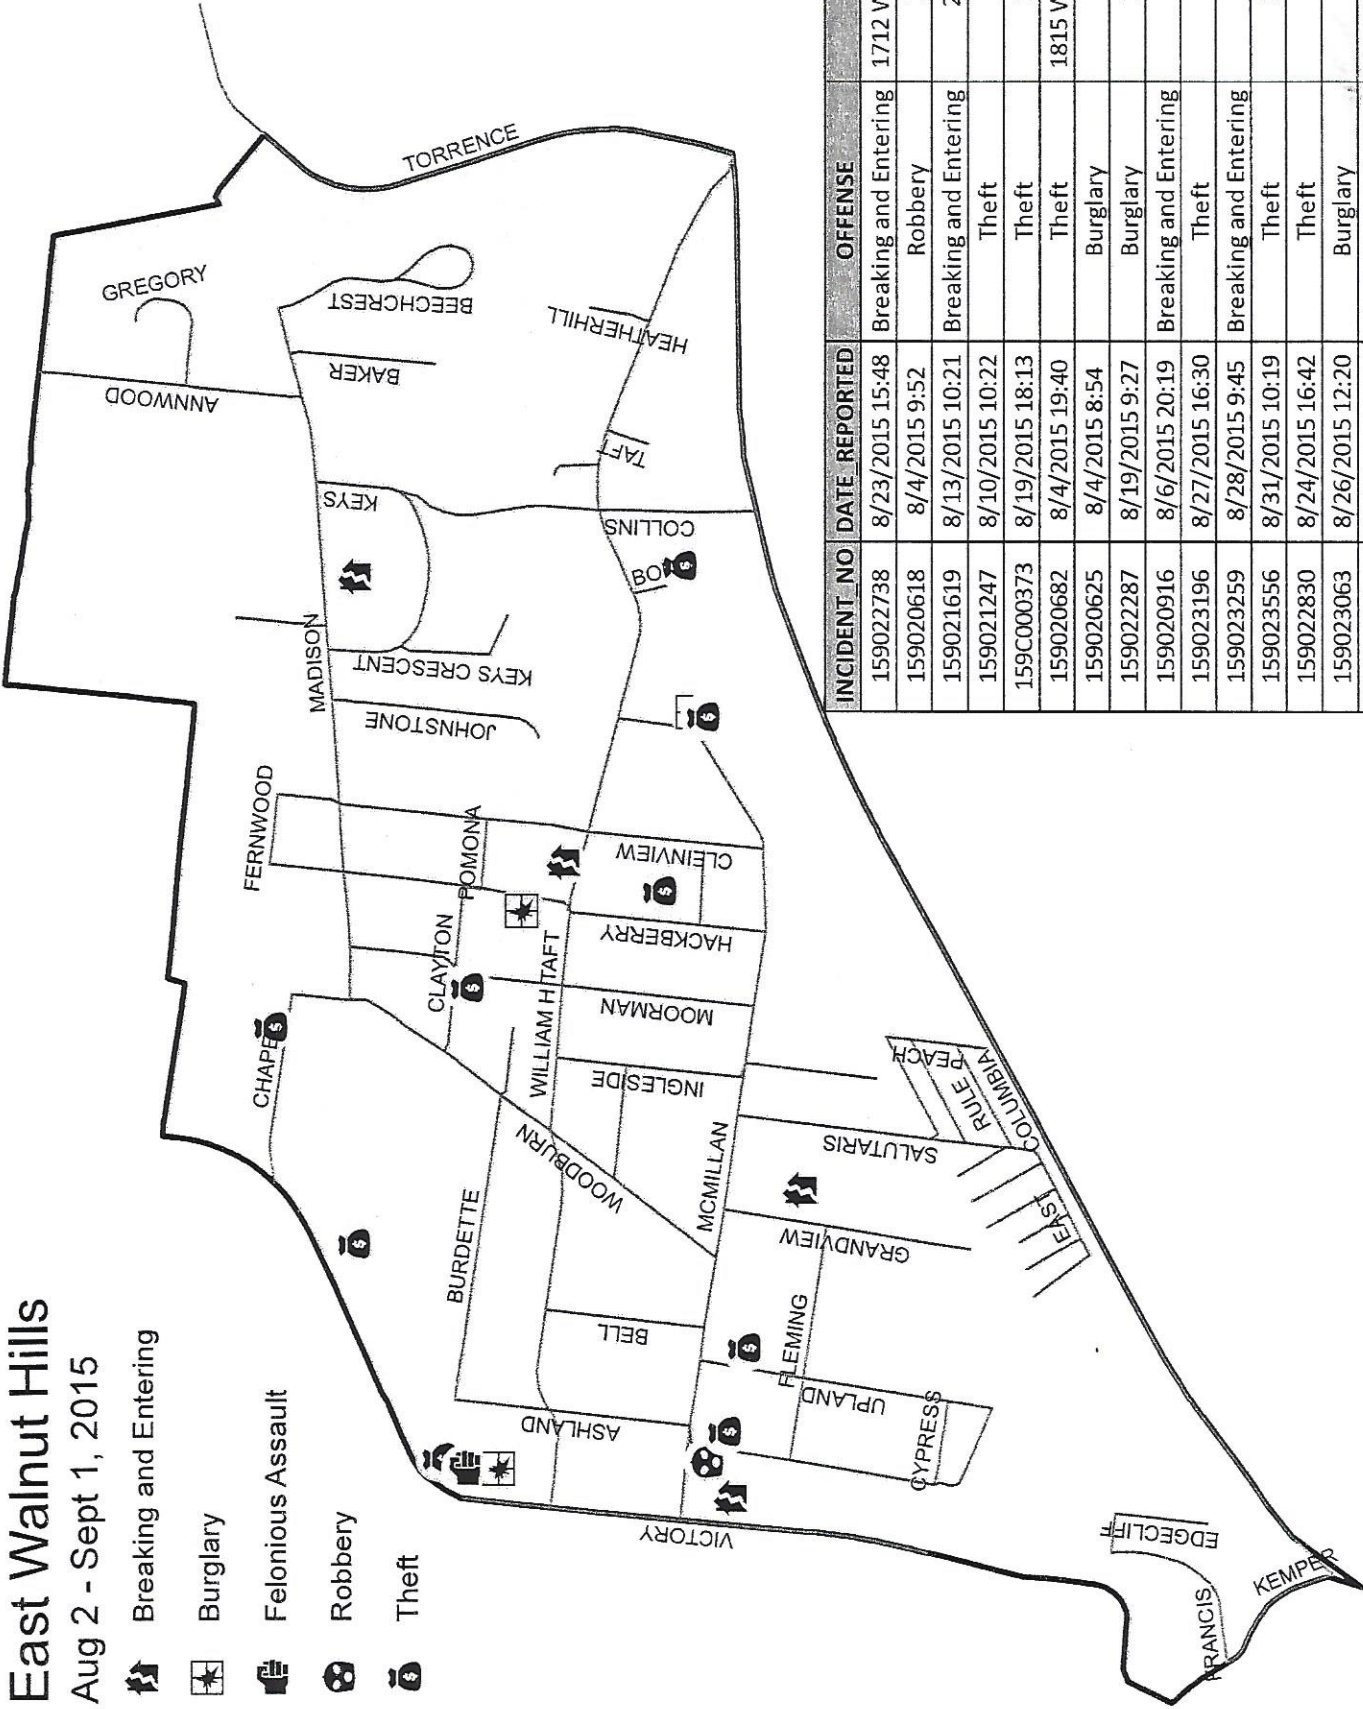 East Walnut Hills
Aug 2 - Sept 1, 2015
Breaking and Entering
Burglary
Felonious Assault
Robbery
Theft
GREGORY
ANNWOOD
TORRENCE
BEECHCREST
BAKER
HEATHERHILL
TAFT
KEYS
COLLINS
BO
MADISON
KEYS CRESCENT
JOHNSTONE
FERNWOOD
POMONA
CLEINVIEW
CLAYTON
HACKBERRY
WILLIAM H TAFT
MOORMAN
CHAPE
INGLESIDE
WOODBURN
BURDETTE
MCMILLAN
PEACH
RULE
COLUMBIA
SALUTARIS
EAST
GRANDVIEW
BELL
FLEMING
UPLAND
ASHLAND
CYPRESS
VICTORY
EDGECLIFF
FRANCIS
KEMPER
INCIDENT_NO DATE_REPORTED OFFENSE
159022738 8/23/2015 15:48 Breaking and Entering 1712 W
159020618 8/4/2015 9:52 Robbery
159021619 8/13/2015 10:21 Breaking and Entering 2
159021247 8/10/2015 10:22 Theft
159C000373 8/19/2015 18:13 Theft
159020682 8/4/2015 19:40 Theft 1815 W
159020625 8/4/2015 8:54 Burglary
159022287 8/19/2015 9:27 Burglary
159020916 8/6/2015 20:19 Breaking and Entering
159023196 8/27/2015 16:30 Theft
159023259 8/28/2015 9:45 Breaking and Entering
159023556 8/31/2015 10:19 Theft
159022830 8/24/2015 16:42 Theft
159023063 8/26/2015 12:20 Burglary